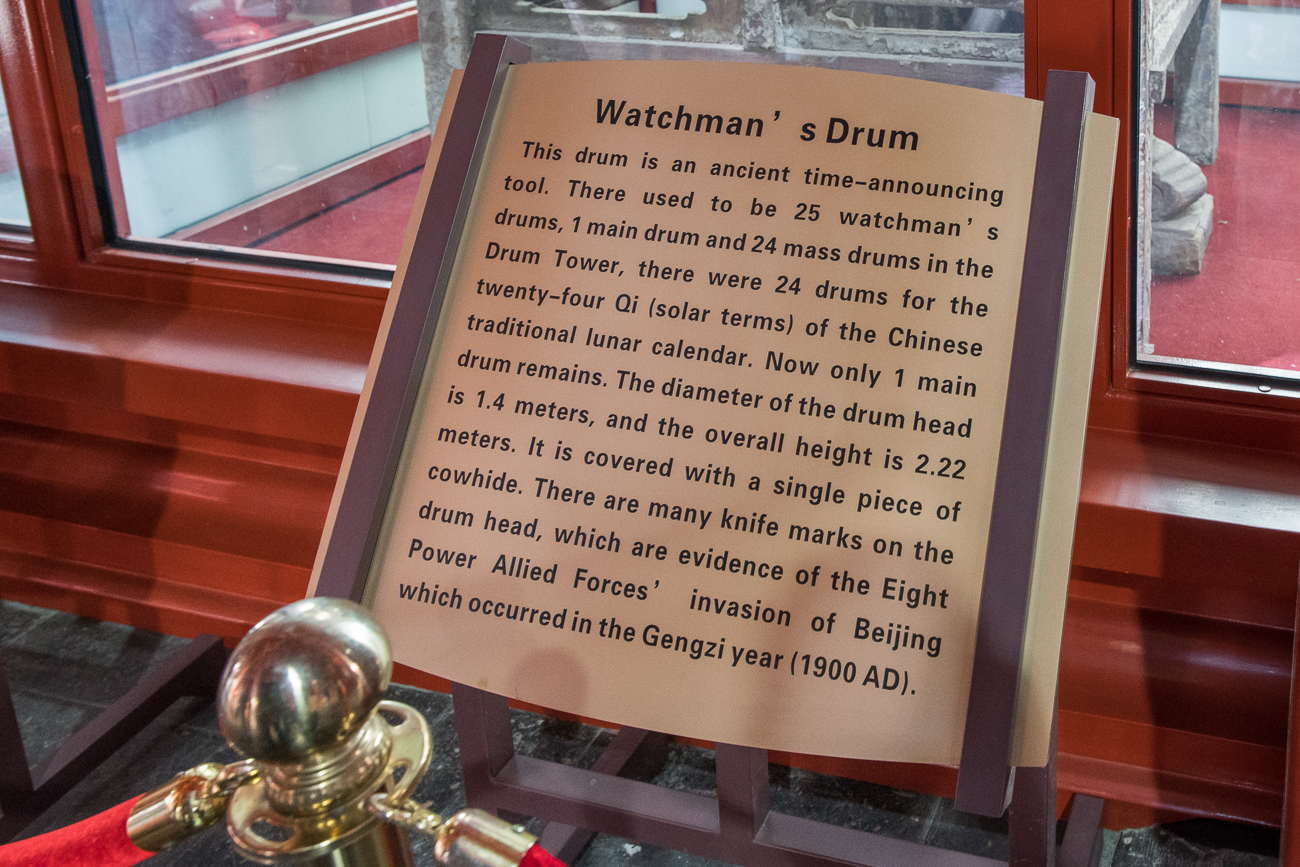 Watchman’ s Drum
This drum is an ancient time-announcing
tool. There used to be 25 watchman’ s
drums, 1 main drum and 24 mass drums in the
Drum Tower, there were 24 drums for the
twenty-four Qi (solar terms) of the Chinese
traditional lunar calendar. Now only 1 main
drum remains. The diameter of the drum head
is 1.4 meters, and the overall height is 2.22
meters. It is covered with a single piece of
cowhide. There are many knife marks on the
drum head, which are evidence of the Eight
Power Allied Forces’ invasion of Beijing
which occurred in the Gengzi year (1900 AD).